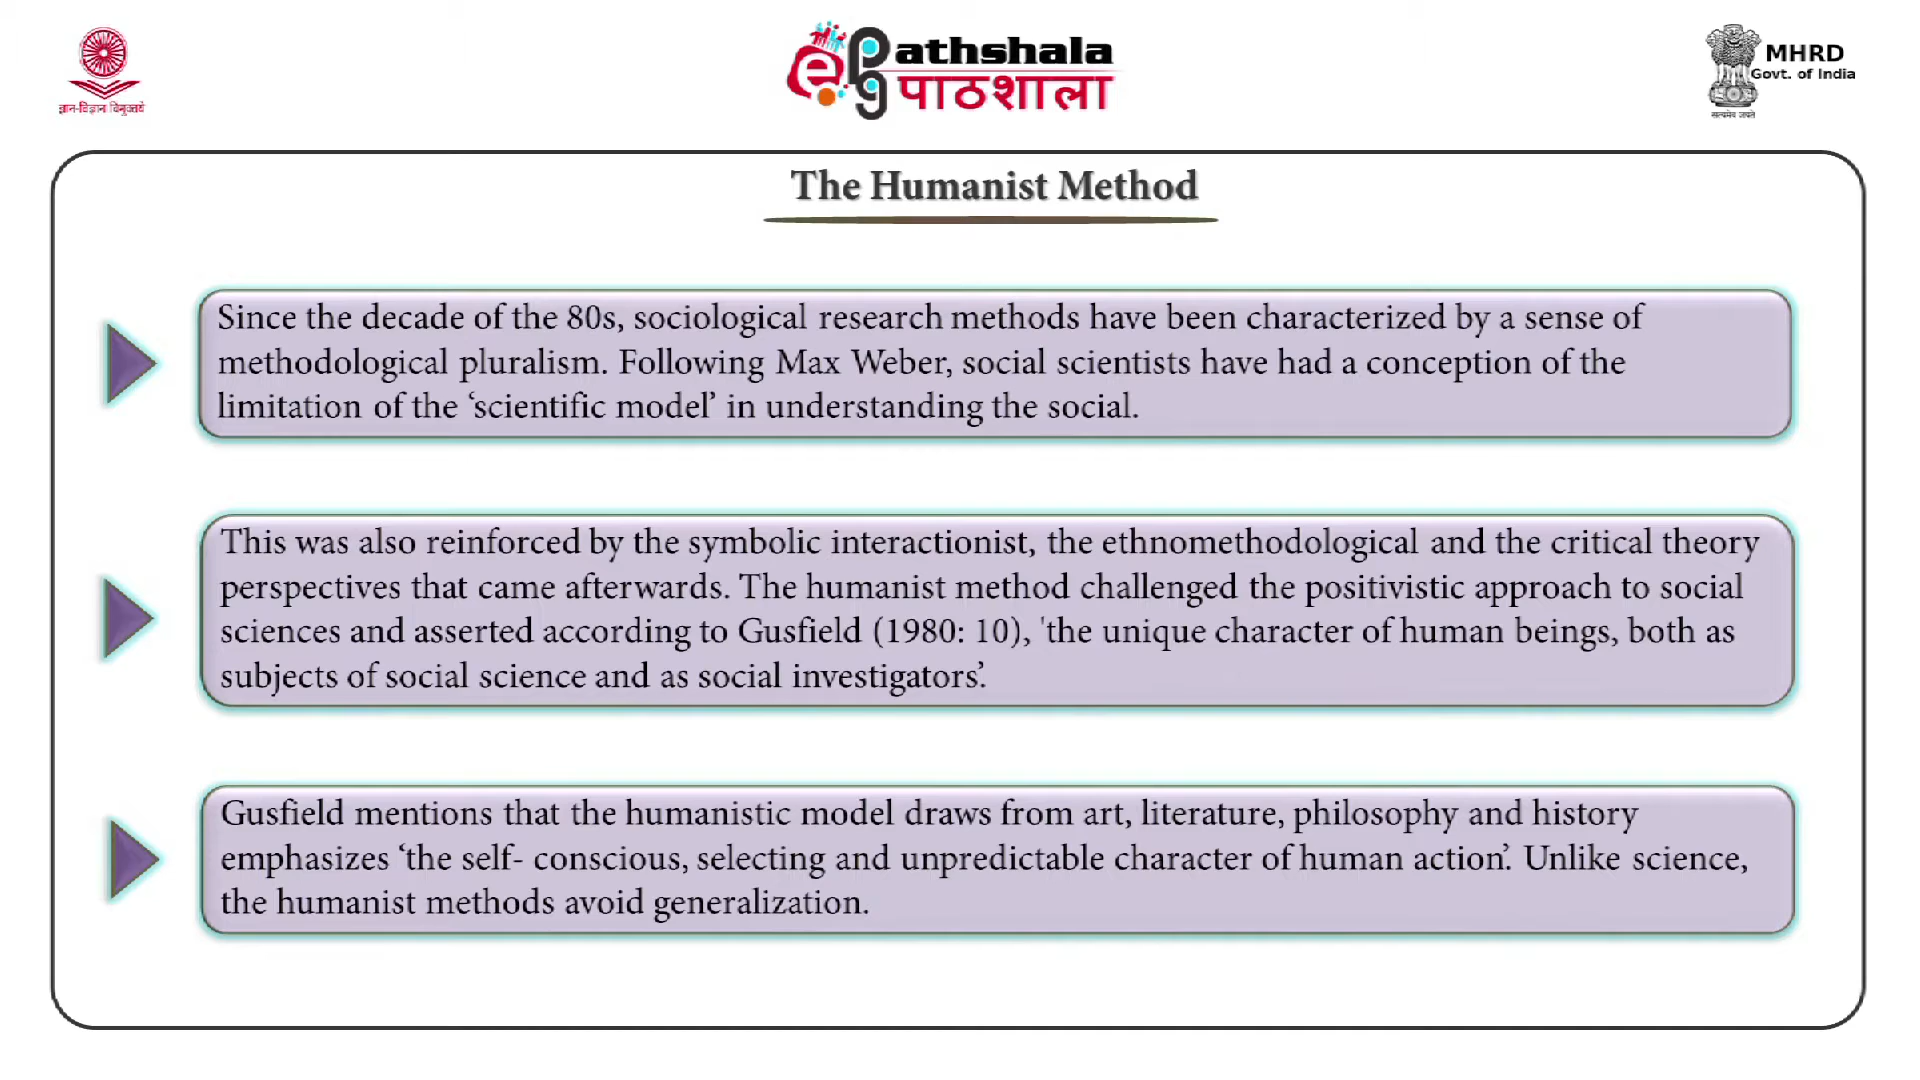 ज्ञान-विज्ञान विमुक्तये
e PG athshala
पाठशाला
MHRD
Govt. of India
सत्यमेव जयते
The Humanist Method
Since the decade of the 80s, sociological research methods have been characterized by a sense of
methodological pluralism. Following Max Weber, social scientists have had a conception of the
limitation of the ‘scientific model’ in understanding the social.
This was also reinforced by the symbolic interactionist, the ethnomethodological and the critical theory
perspectives that came afterwards. The humanist method challenged the positivistic approach to social
sciences and asserted according to Gusfield (1980: 10), 'the unique character of human beings, both as
subjects of social science and as social investigators’.
Gusfield mentions that the humanistic model draws from art, literature, philosophy and history
emphasizes ‘the self- conscious, selecting and unpredictable character of human action’. Unlike science,
the humanist methods avoid generalization.